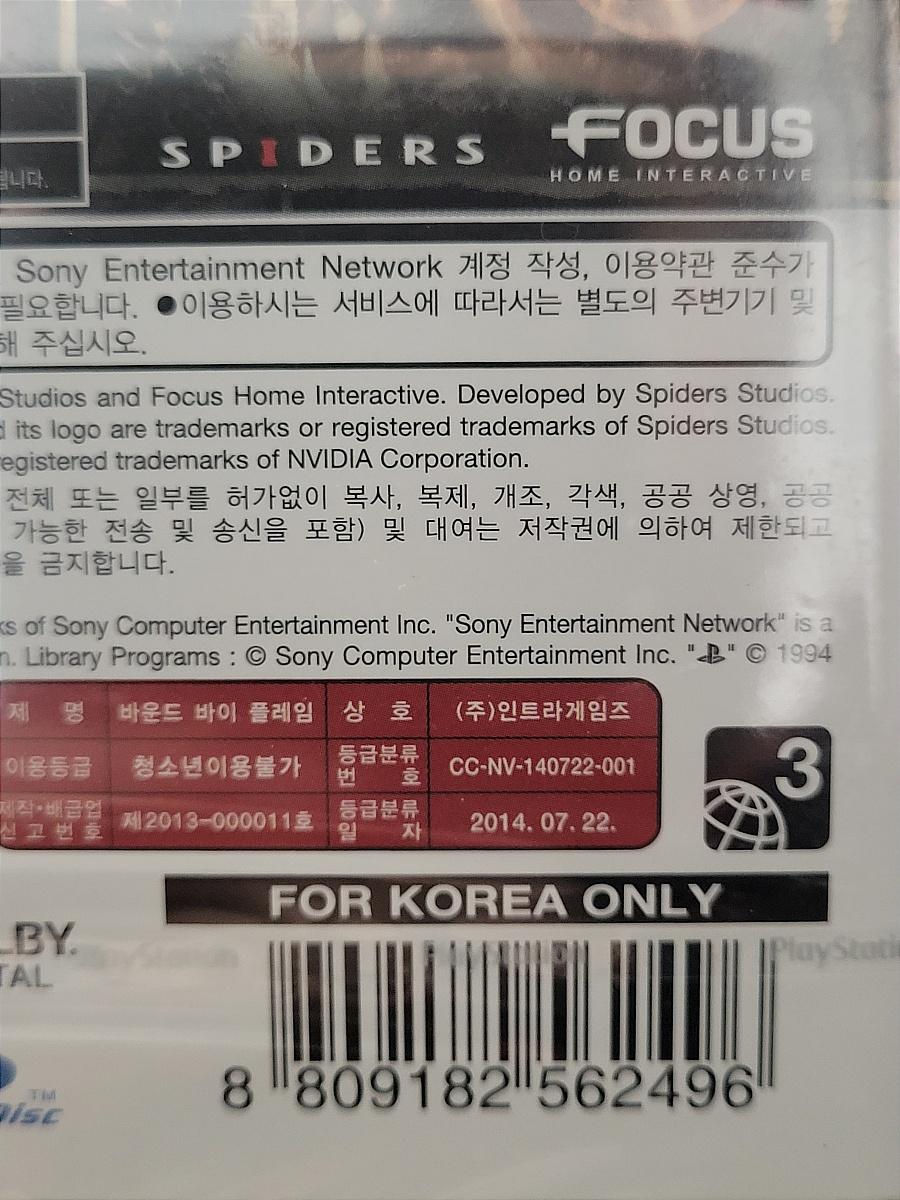 SPIDERS
FOCUS
HOME INTERACTIVE
됩니다.
Sony Entertainment Network 계정 작성, 이용약관 준수가
필요합니다. ●이용하시는 서비스에 따라서는 별도의 주변기기 및
해 주십시오.
Studios and Focus Home Interactive. Developed by Spiders Studios.
d its logo are trademarks or registered trademarks of Spiders Studios.
registered trademarks of NVIDIA Corporation.
전체 또는 일부를 허가없이 복사, 복제, 개조, 각색, 공공 상영, 공공
가능한 전송 및 송신을 포함) 및 대여는 저작권에 의하여 제한되고
을 금지합니다.
ks of Sony Computer Entertainment Inc. "Sony Entertainment Network" is a
n. Library Programs : © Sony Computer Entertainment Inc. "" © 1994
제 명 바운드 바이 플레임 상 호 (주)인트라게임즈
이용등급 청소년이용불가 등급분류 번 호 CC-NV-140722-001
제작•배급업 신고번호 제2013-000011호 등급분류 일 자 2014. 07. 22.
3
FOR KOREA ONLY
LBY.
TAL
PlayStation PlayStation PlayStatio
8 809182 562496
TM
Disc